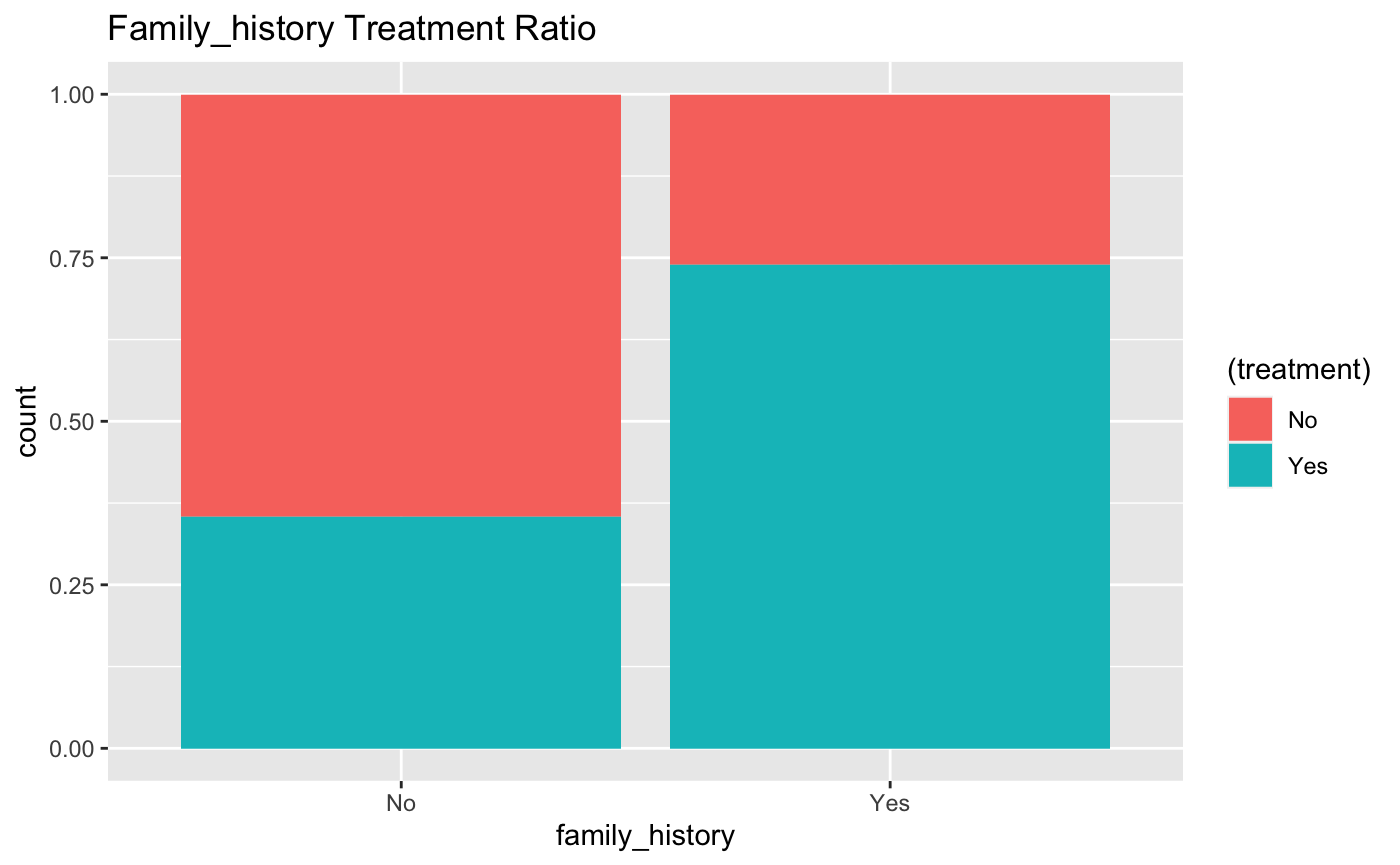 Family_history Treatment Ratio
1.00
0.75
0.50
0.25
0.00
count
No
Yes
family_history
(treatment)
No
Yes